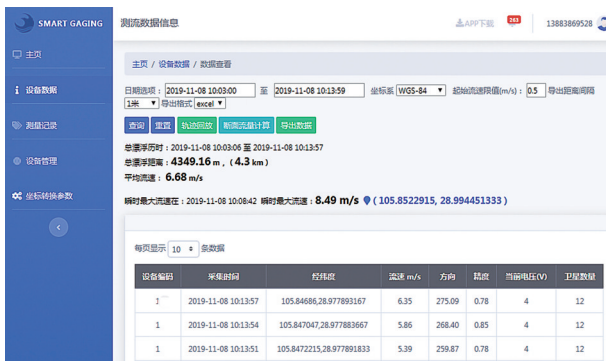 SMART GAGING
测流数据信息
APP下载
263
13883869528
主页
设备数据
测量记录
设备管理
坐标转换参数
主页 / 设备数据 / 数据查看
日期选项：2019-11-08 10:03:00 至 2019-11-08 10:13:59 坐标系 WGS-84 起始流速限值(m/s)：0.5 导出距离间隔
1米 导出格式 excel
查询 重置 轨迹回放 断面流量计算 导出数据
总漂浮历时：2019-11-08 10:03:06 至 2019-11-08 10:13:57
总漂浮距离：4349.16 m，( 4.3 km )
平均流速：6.68 m/s
瞬时最大流速在：2019-11-08 10:08:42 瞬时最大流速：8.49 m/s ( 105.8522915, 28.994451333 )
每页显示 10 条数据
设备编码 采集时间 经纬度 流速 m/s 方向 精度 当前电压(V) 卫星数量
1 2019-11-08 10:13:57 105.84686,28.977893167 6.35 275.09 0.78 4 12
1 2019-11-08 10:13:54 105.847047,28.977883667 5.86 268.40 0.85 4 12
1 2019-11-08 10:13:51 105.8472215,28.977891833 5.39 259.87 0.78 4 12